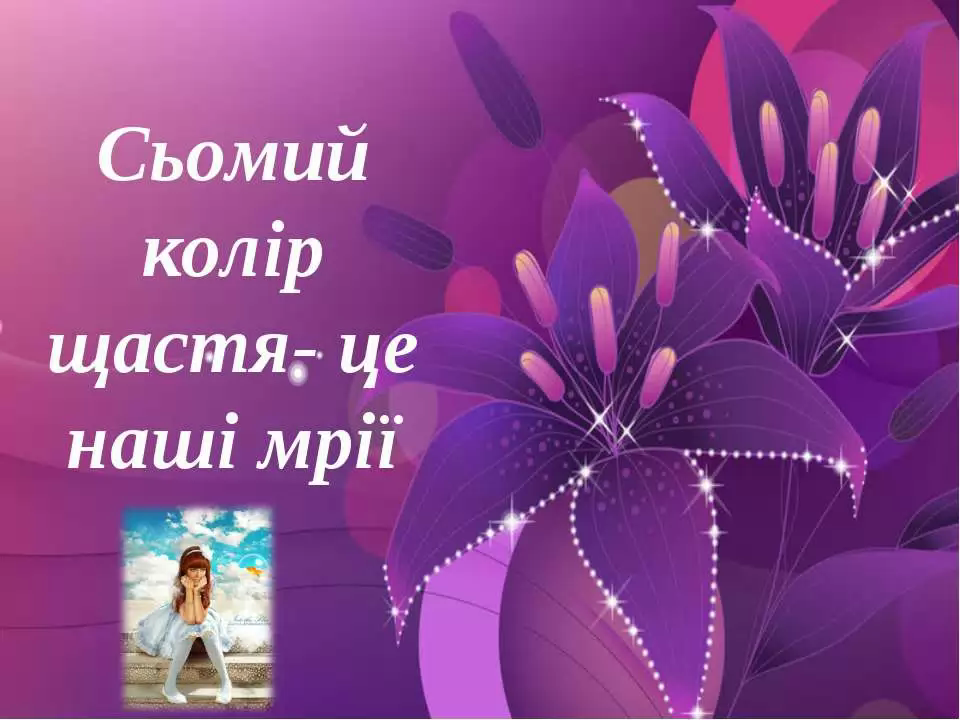 Сьомий
колір
щастя- це
наші мрії